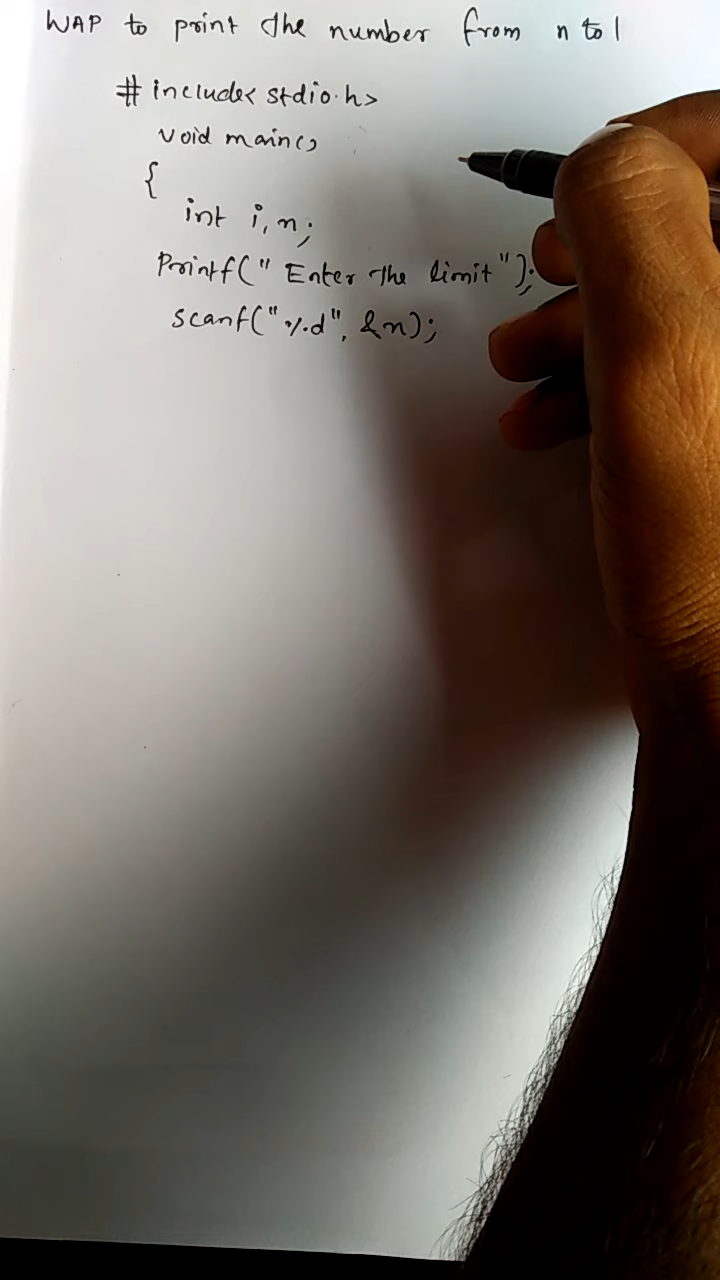 WAP to print the number from n to 1
#include<stdio.h>
void main()
{
int i, n;
Printf("Enter the limit");
scanf("%d", &n);